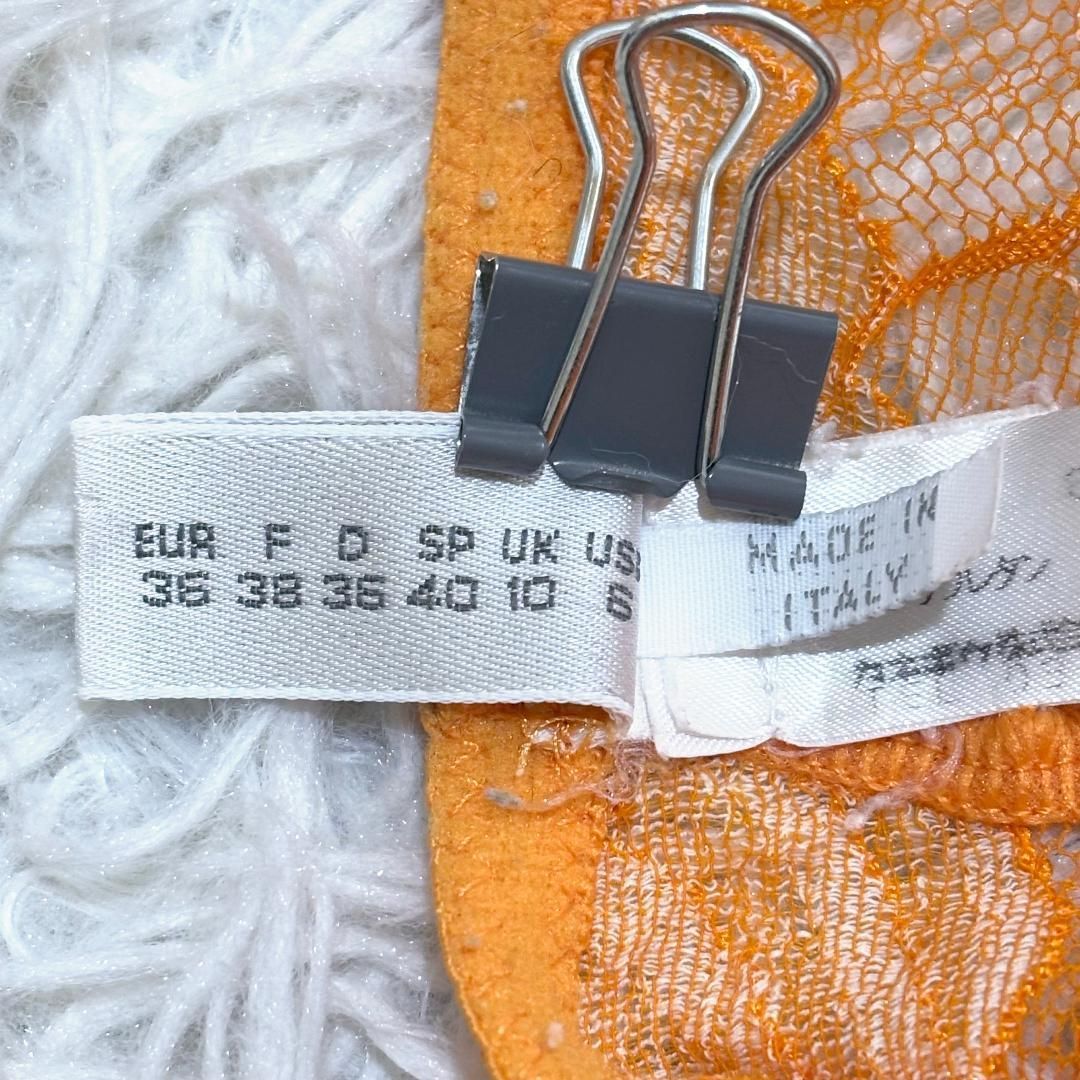 EUR F D SP UK US
36 38 36 40 10 6
MADE IN
ITALY